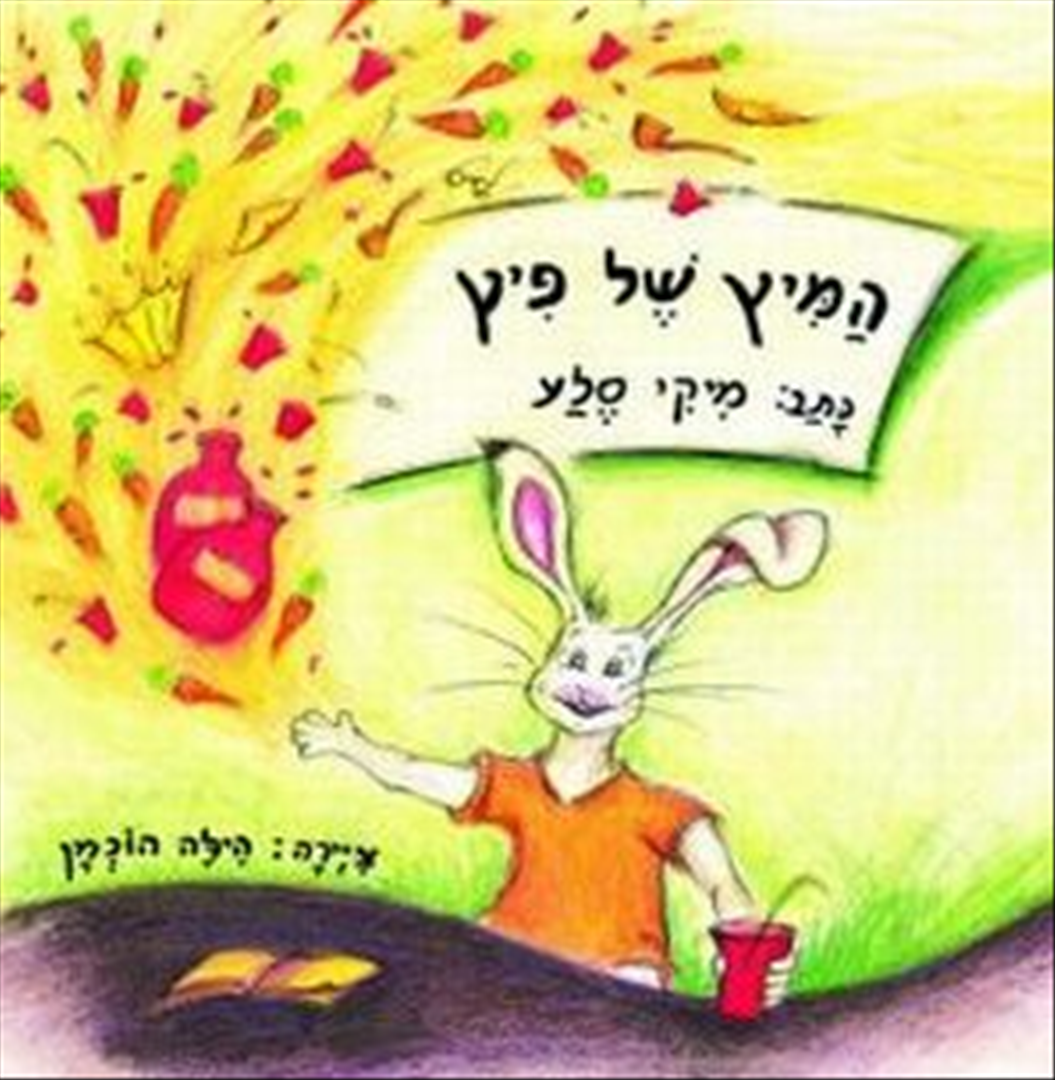 הַמִּיץ שֶׁל פִּיץ
כָּתַב: מִיקִי סֶלַע
אִיְּרָה: הִילָה הוֹכְמָן